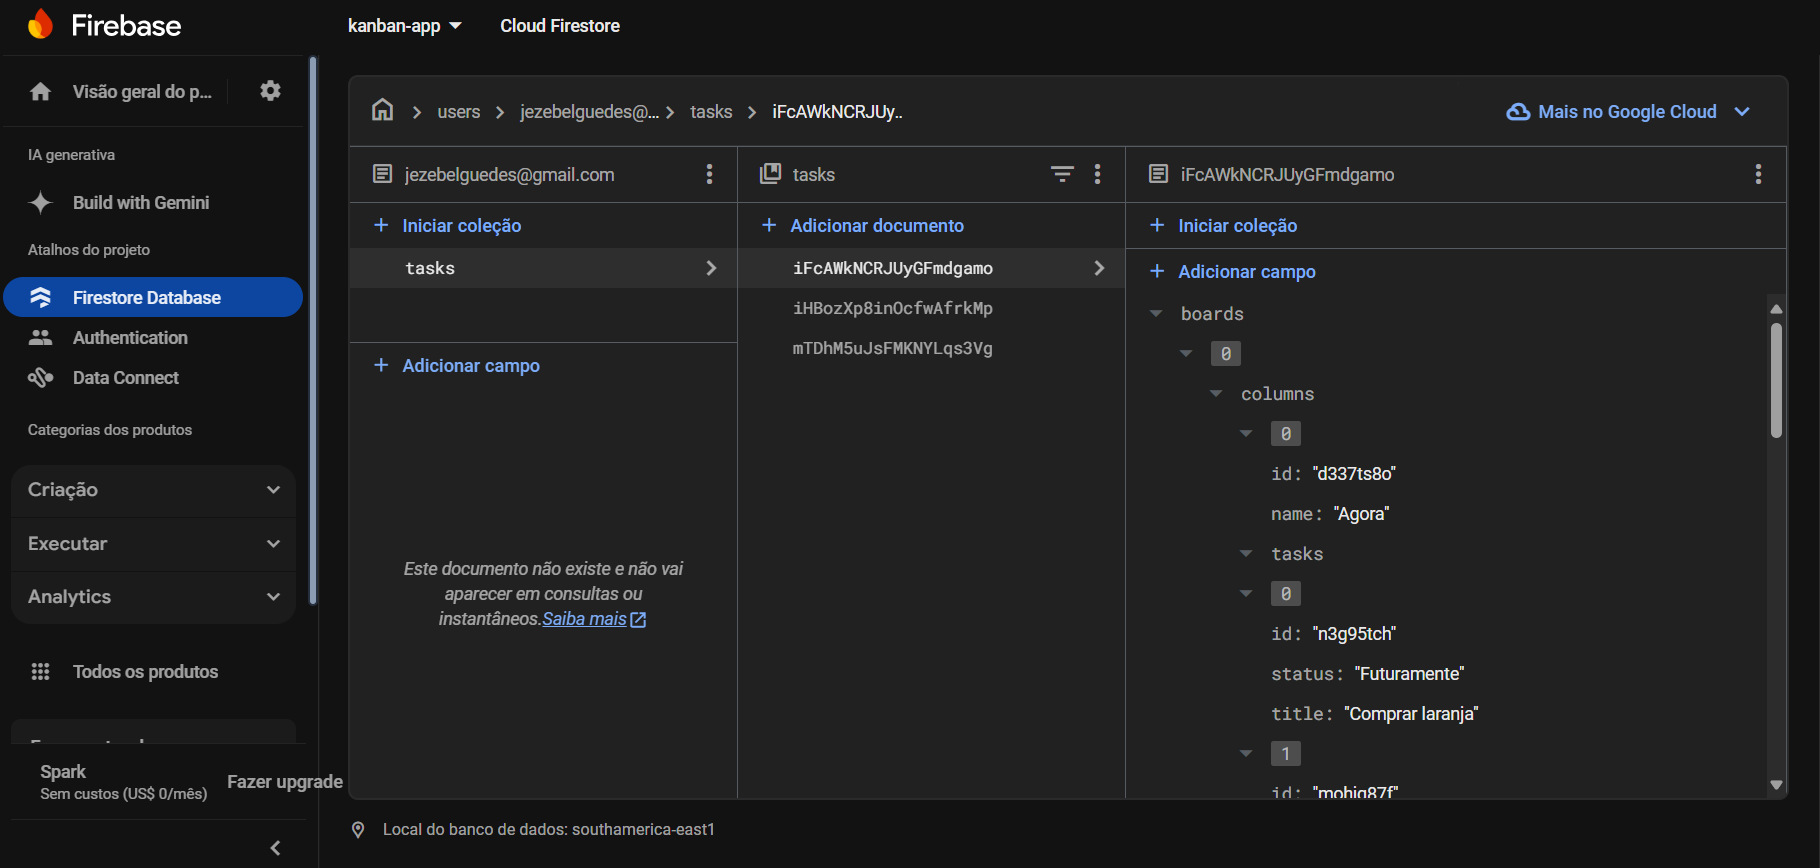 Firebase
kanban-app
Cloud Firestore
Visão geral do p...
IA generativa
Build with Gemini
Atalhos do projeto
Firestore Database
Authentication
Data Connect
Categorias dos produtos
Criação
Executar
Analytics
Todos os produtos
Spark
Sem custos (US$ 0/mês)
Fazer upgrade
users
jezebelguedes@...
tasks
iFcAWkNCRJUy..
Mais no Google Cloud
jezebelguedes@gmail.com
Iniciar coleção
tasks
Adicionar campo
Este documento não existe e não vai
aparecer em consultas ou
instantâneos.Saiba mais
tasks
Adicionar documento
iFcAWkNCRJUyGFmdgamo
iHBozXp8inOcfwAfrkMp
mTDhM5uJsFMKNYLqs3Vg
iFcAWkNCRJUyGFmdgamo
Iniciar coleção
Adicionar campo
boards
0
columns
0
id: "d337ts8o"
name: "Agora"
tasks
0
id: "n3g95tch"
status: "Futuramente"
title: "Comprar laranja"
1
id:
Local do banco de dados: southamerica-east1